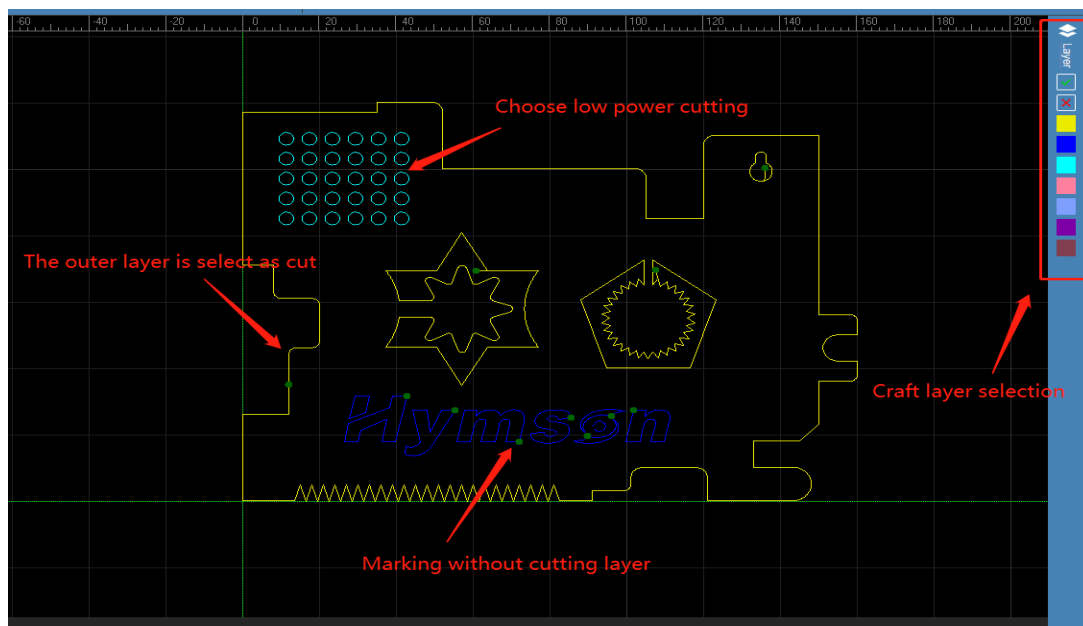 -60 -40 -20 0 20 40 60 80 100 120 140 160 180 200
Layer
Choose low power cutting
The outer layer is select as cut
Craft layer selection
Hymson
Marking without cutting layer